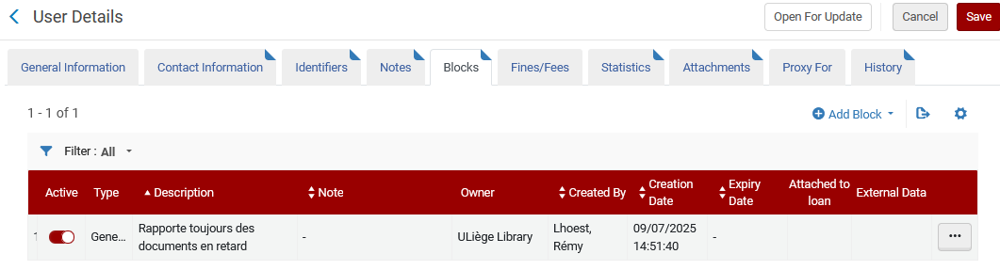 User Details
Open For Update
Cancel
Save
General Information
Contact Information
Identifiers
Notes
Blocks
Fines/Fees
Statistics
Attachments
Proxy For
History
1 - 1 of 1
Add Block
Filter : All
Active
Type
Description
Note
Owner
Created By
Creation
Date
Expiry
Date
Attached to
loan
External Data
1
Gene...
Rapporte toujours des
documents en retard
-
ULiège Library
Lhoest,
Rémy
09/07/2025
14:51:40
-